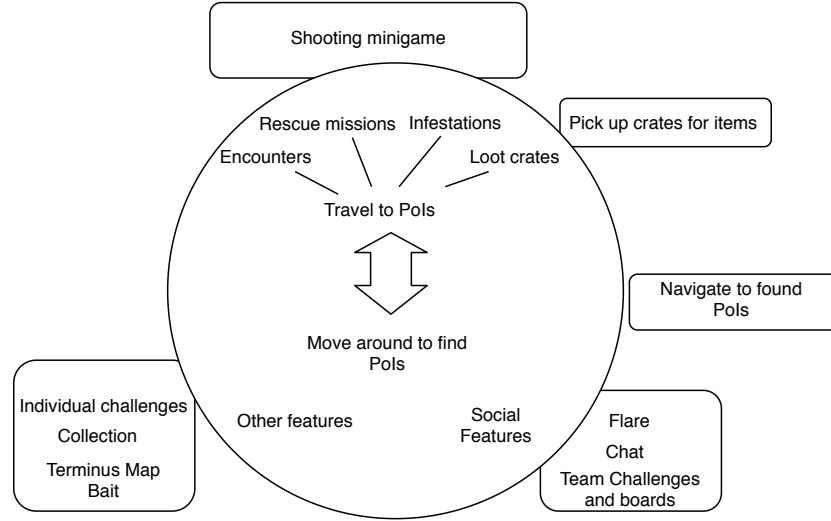 Shooting minigame
Rescue missions
Infestations
Pick up crates for items
Encounters
Loot crates
Travel to PoIs
Navigate to found
PoIs
Move around to find
PoIs
Individual challenges
Collection
Terminus Map
Bait
Other features
Social
Features
Flare
Chat
Team Challenges
and boards